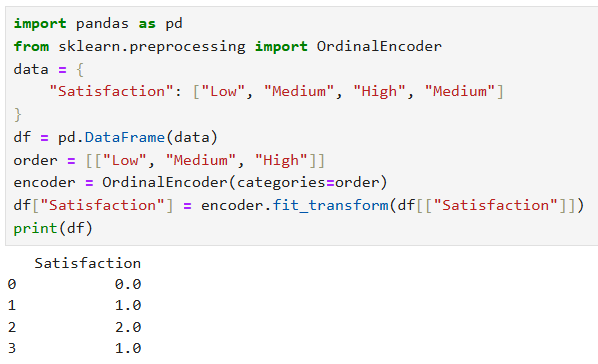 import pandas as pd
from sklearn.preprocessing import OrdinalEncoder
data = {
    "Satisfaction": ["Low", "Medium", "High", "Medium"]
}
df = pd.DataFrame(data)
order = [["Low", "Medium", "High"]]
encoder = OrdinalEncoder(categories=order)
df["Satisfaction"] = encoder.fit_transform(df[["Satisfaction"]])
print(df)
   Satisfaction
0           0.0
1           1.0
2           2.0
3           1.0